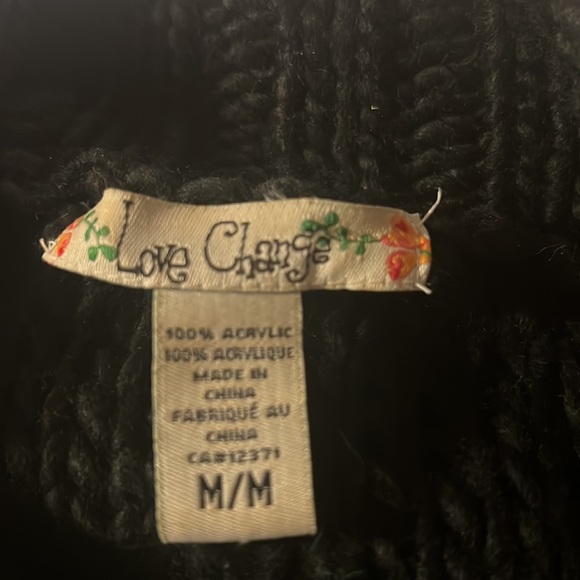 Love Change
100% ACRYLIC
100% ACRYLIQUE
MADE IN
CHINA
FABRIQUÉ AU
CHINA
CA#12371
M/M